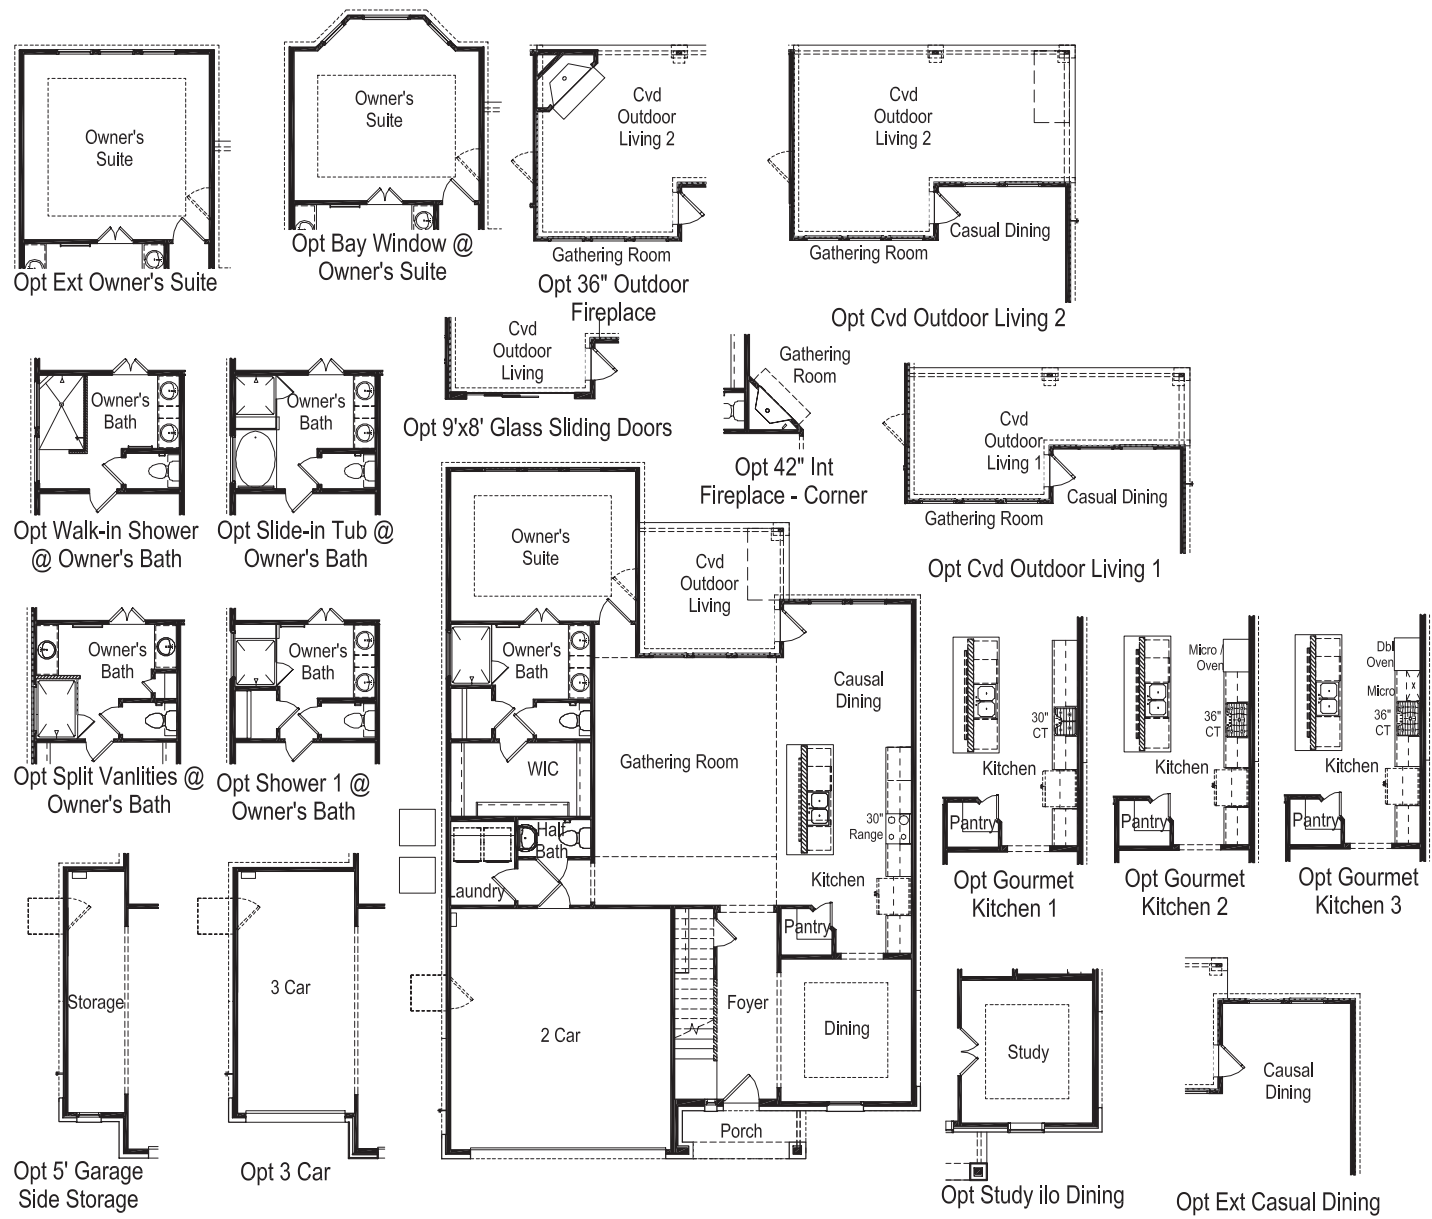 Owner's
Suite
Opt Ext Owner's Suite
Owner's
Suite
Opt Bay Window @
Owner's Suite
Cvd
Outdoor
Living 2
Gathering Room
Opt 36" Outdoor
Fireplace
Cvd
Outdoor
Living 2
Casual Dining
Gathering Room
Opt Cvd Outdoor Living 2
Owner's
Bath
Opt Walk-in Shower
@ Owner's Bath
Owner's
Bath
Opt Slide-in Tub @
Owner's Bath
Cvd
Outdoor
Living
Opt 9'x8' Glass Sliding Doors
Gathering
Room
Opt 42" Int
Fireplace - Corner
Cvd
Outdoor
Living 1
Casual Dining
Gathering Room
Opt Cvd Outdoor Living 1
Owner's
Bath
Opt Split Vanlities @
Owner's Bath
Owner's
Bath
Opt Shower 1 @
Owner's Bath
Owner's
Suite
Cvd
Outdoor
Living
Owner's
Bath
Causal
Dining
WIC
Gathering Room
Half
Bath
30"
Range
Laundry
Kitchen
Pantry
2 Car
Foyer
Dining
Porch
30"
CT
Kitchen
Pantry
Opt Gourmet
Kitchen 1
Micro /
Oven
36"
CT
Kitchen
Pantry
Opt Gourmet
Kitchen 2
Dbl
Oven
Micro
36"
CT
Kitchen
Pantry
Opt Gourmet
Kitchen 3
Storage
Opt 5' Garage
Side Storage
3 Car
Opt 3 Car
Study
Opt Study ilo Dining
Causal
Dining
Opt Ext Casual Dining